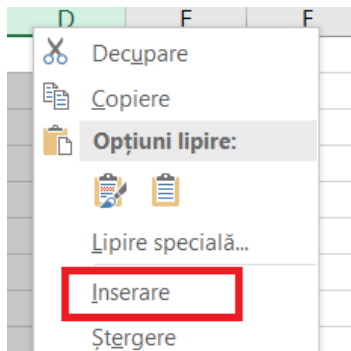 D E F
Decupare
Copiere
Opțiuni lipire:
Lipire specială...
Inserare
Ștergere